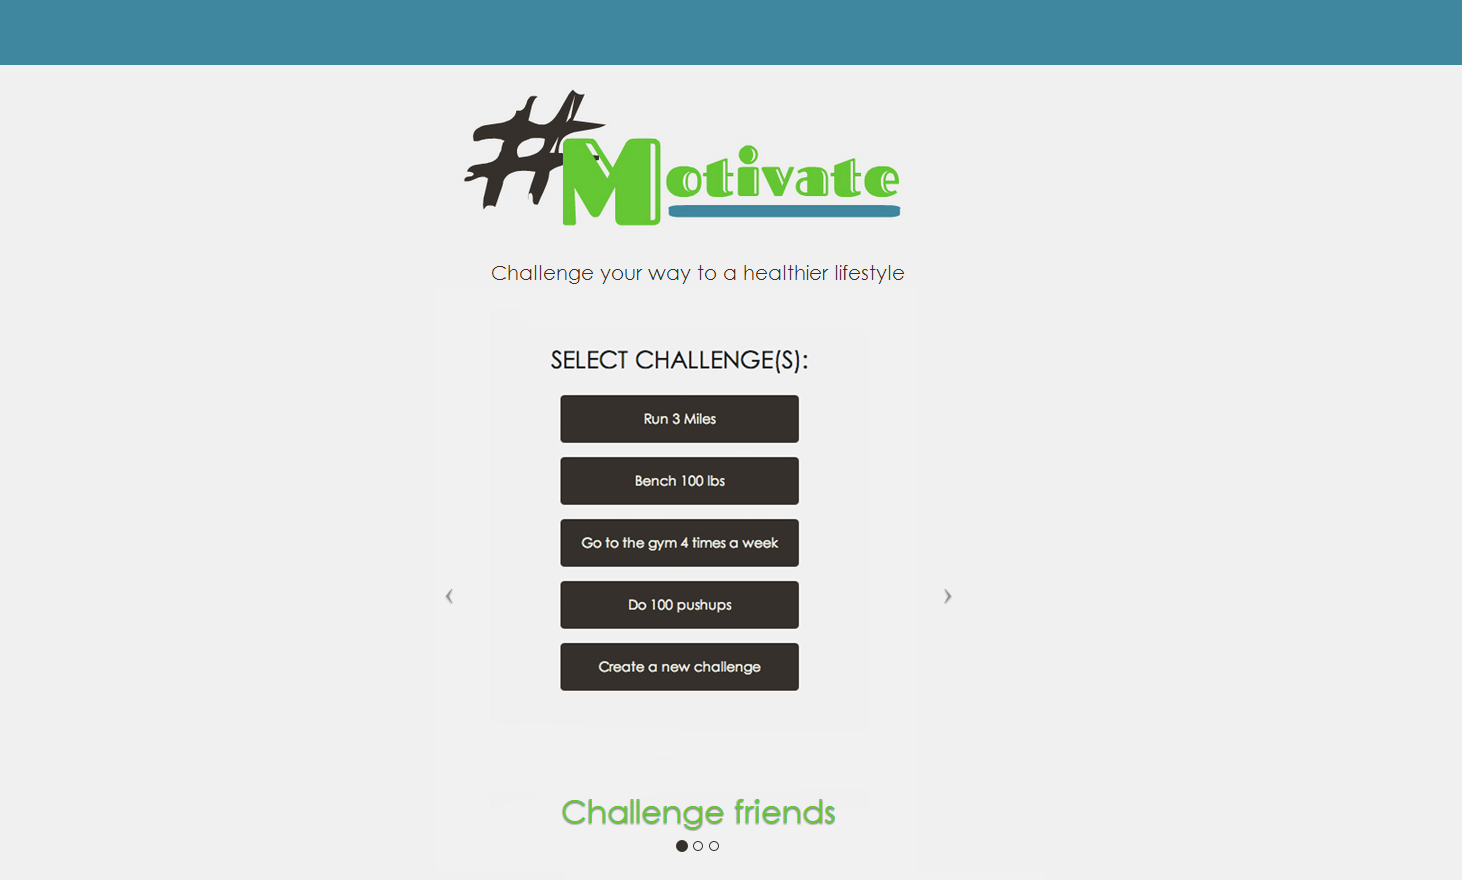 #Motivate
Challenge your way to a healthier lifestyle
SELECT CHALLENGE(S):
Run 3 Miles
Bench 100 lbs
Go to the gym 4 times a week
Do 100 pushups
Create a new challenge
Challenge friends